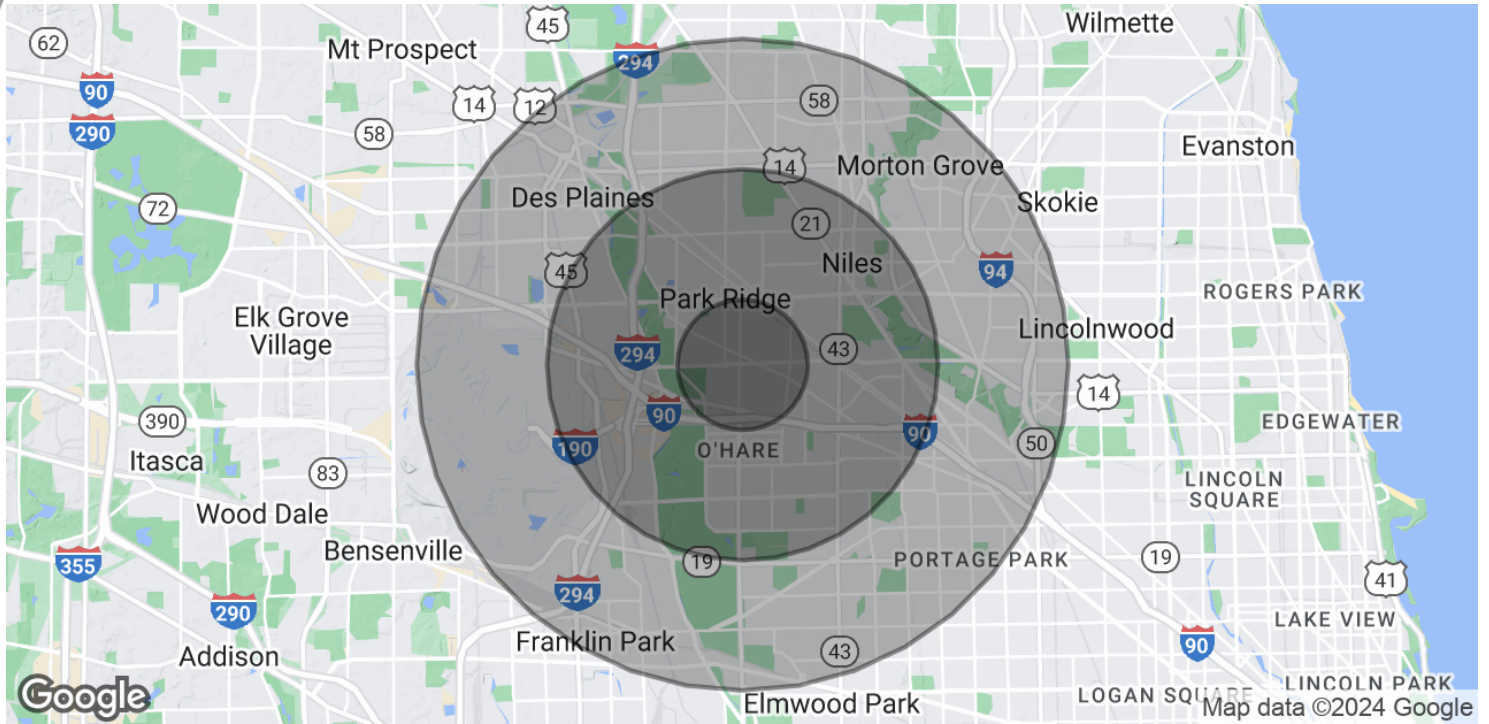 45
Wilmette
62
Mt Prospect
294
90
14
12
58
290
58
Evanston
14
Morton Grove
Des Plaines
Skokie
72
21
45
Niles
94
ROGERS PARK
Park Ridge
Elk Grove
Village
Lincolnwood
294
43
14
90
390
EDGEWATER
90
190
50
O'HARE
Itasca
83
LINCOLN
SQUARE
Wood Dale
Bensenville
PORTAGE PARK
19
19
355
41
294
290
LAKE VIEW
Franklin Park
90
43
Addison
LINCOLN PARK
Google
LOGAN SQUARE
Elmwood Park
Map data ©2024 Google